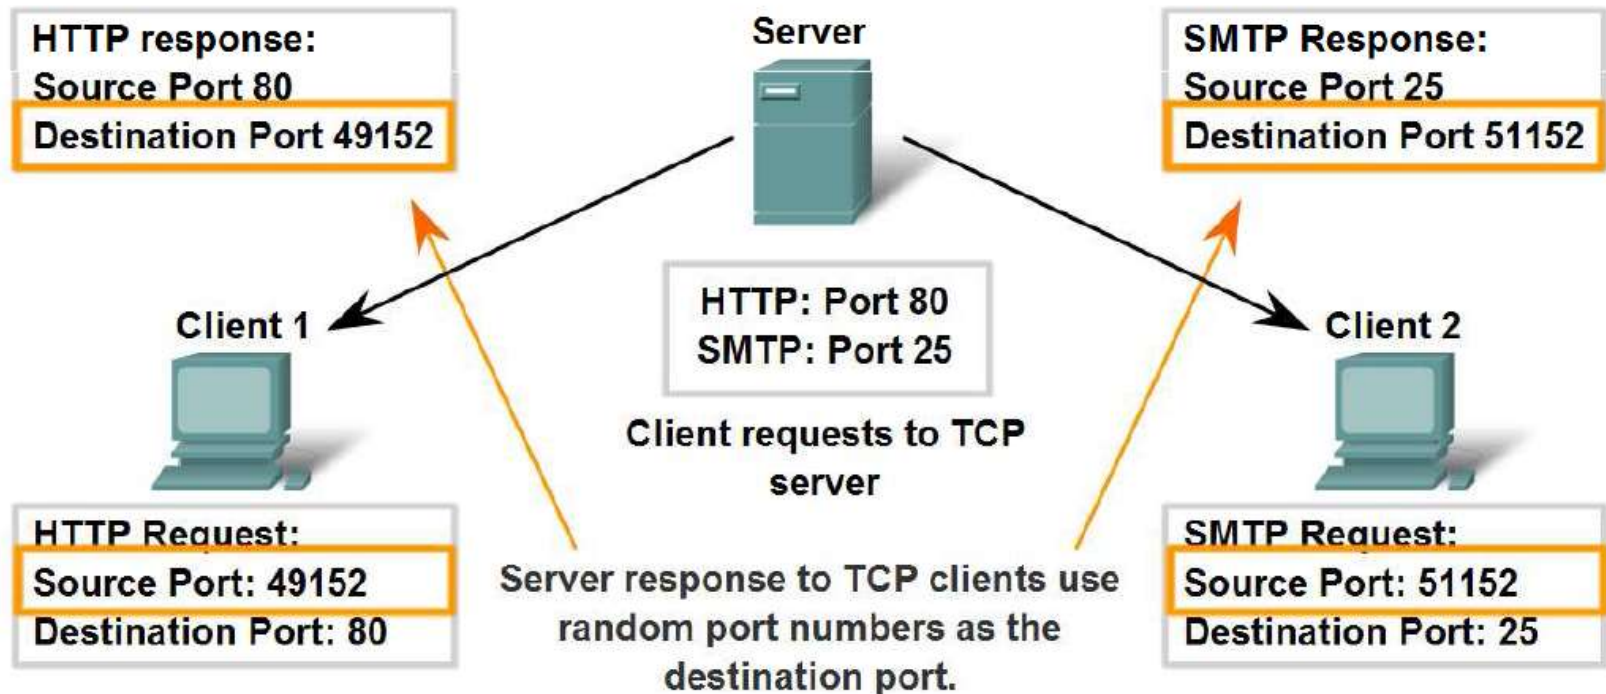 HTTP response:
Source Port 80
Destination Port 49152
Server
SMTP Response:
Source Port 25
Destination Port 51152
HTTP: Port 80
SMTP: Port 25
Client 1
Client 2
Client requests to TCP
server
HTTP Request:
Source Port: 49152
Destination Port: 80
Server response to TCP clients use
random port numbers as the
destination port.
SMTP Request:
Source Port: 51152
Destination Port: 25